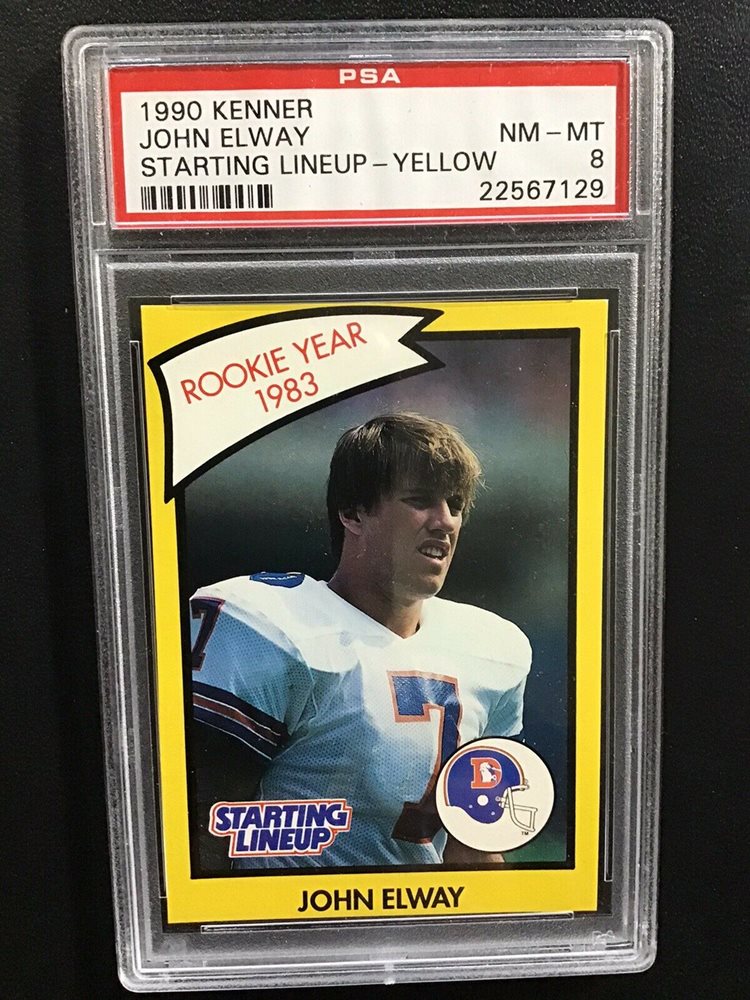 PSA
1990 KENNER
JOHN ELWAY NM-MT
STARTING LINEUP-YELLOW 8
22567129
ROOKIE YEAR
1983
7
7
D
TM
STARTING
LINEUP
JOHN ELWAY